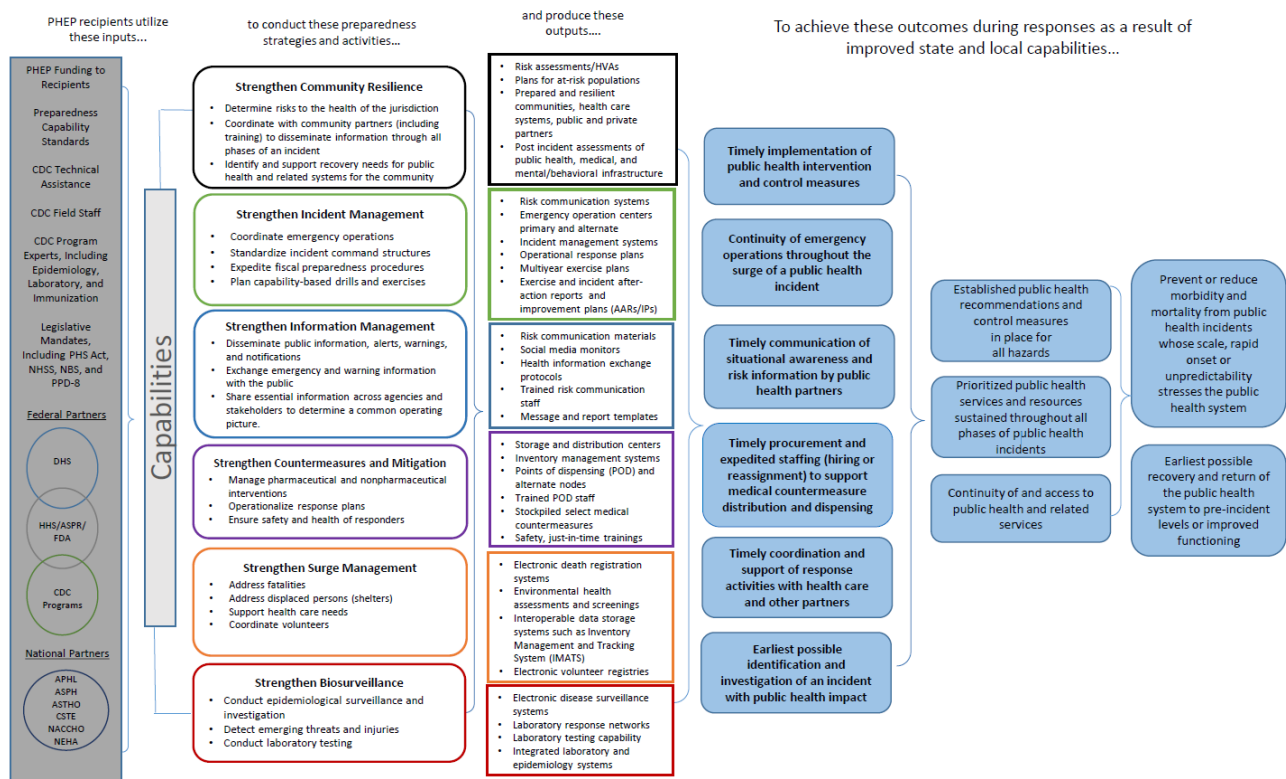 PHEP recipients utilize
these inputs...
to conduct these preparedness
strategies and activities...
and produce these
outputs....
To achieve these outcomes during responses as a result of
improved state and local capabilities...
PHEP Funding to
Recipients
Preparedness
Capability
Standards
CDC Technical
Assistance
CDC Field Staff
CDC Program
Experts, Including
Epidemiology,
Laboratory, and
Immunization
Legislative
Mandates,
Including PHS Act,
NHSS, NBS, and
PPD-8
Federal Partners
DHS
HHS/ASPR/
FDA
CDC
Programs
National Partners
APHL
ASPH
ASTHO
CSTE
NACCHO
NEHA
Capabilities
Strengthen Community Resilience
• Determine risks to the health of the jurisdiction
• Coordinate with community partners (including
training) to disseminate information through all
phases of an incident
• Identify and support recovery needs for public
health and related systems for the community
Strengthen Incident Management
• Coordinate emergency operations
• Standardize incident command structures
• Expedite fiscal preparedness procedures
• Plan capability-based drills and exercises
Strengthen Information Management
• Disseminate public information, alerts, warnings,
and notifications
• Exchange emergency and warning information
with the public
• Share essential information across agencies and
stakeholders to determine a common operating
picture.
Strengthen Countermeasures and Mitigation
• Manage pharmaceutical and nonpharmaceutical
interventions
• Operationalize response plans
• Ensure safety and health of responders
Strengthen Surge Management
• Address fatalities
• Address displaced persons (shelters)
• Support health care needs
• Coordinate volunteers
Strengthen Biosurveillance
• Conduct epidemiological surveillance and
investigation
• Detect emerging threats and injuries
• Conduct laboratory testing
• Risk assessments/HVAs
• Plans for at-risk populations
• Prepared and resilient
communities, health care
systems, public and private
partners
• Post incident assessments of
public health, medical, and
mental/behavioral infrastructure
• Risk communication systems
• Emergency operation centers
primary and alternate
• Incident management systems
• Operational response plans
• Multiyear exercise plans
• Exercise and incident after-
action reports and
improvement plans (AARs/IPs)
• Risk communication materials
• Social media monitors
• Health information exchange
protocols
• Trained risk communication
staff
• Message and report templates
• Storage and distribution centers
• Inventory management systems
• Points of dispensing (POD) and
alternate nodes
• Trained POD staff
• Stockpiled select medical
countermeasures
• Safety, just-in-time trainings
• Electronic death registration
systems
• Environmental health
assessments and screenings
• Interoperable data storage
systems such as Inventory
Management and Tracking
System (IMATS)
• Electronic volunteer registries
• Electronic disease surveillance
systems
• Laboratory response networks
• Laboratory testing capability
• Integrated laboratory and
epidemiology systems
Timely implementation of
public health intervention
and control measures
Continuity of emergency
operations throughout the
surge of a public health
incident
Timely communication of
situational awareness and
risk information by public
health partners
Timely procurement and
expedited staffing (hiring or
reassignment) to support
medical countermeasure
distribution and dispensing
Timely coordination and
support of response
activities with health care
and other partners
Earliest possible
identification and
investigation of an incident
with public health impact
Established public health
recommendations and
control measures
in place for
all hazards
Prioritized public health
services and resources
sustained throughout all
phases of public health
incidents
Continuity of and access to
public health and related
services
Prevent or reduce
morbidity and
mortality from public
health incidents
whose scale, rapid
onset or
unpredictability
stresses the public
health system
Earliest possible
recovery and return of
the public health
system to pre-incident
levels or improved
functioning